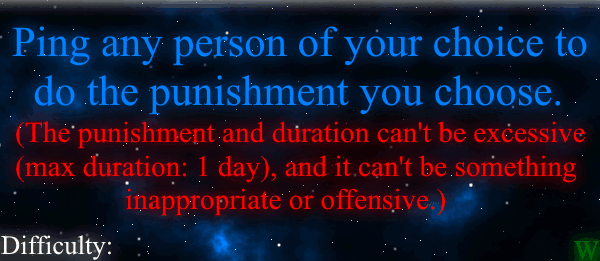 Ping any person of your choice to
do the punishment you choose.
(The punishment and duration can't be excessive
(max duration: 1 day), and it can't be something
inappropriate or offensive.)
Difficulty:
W